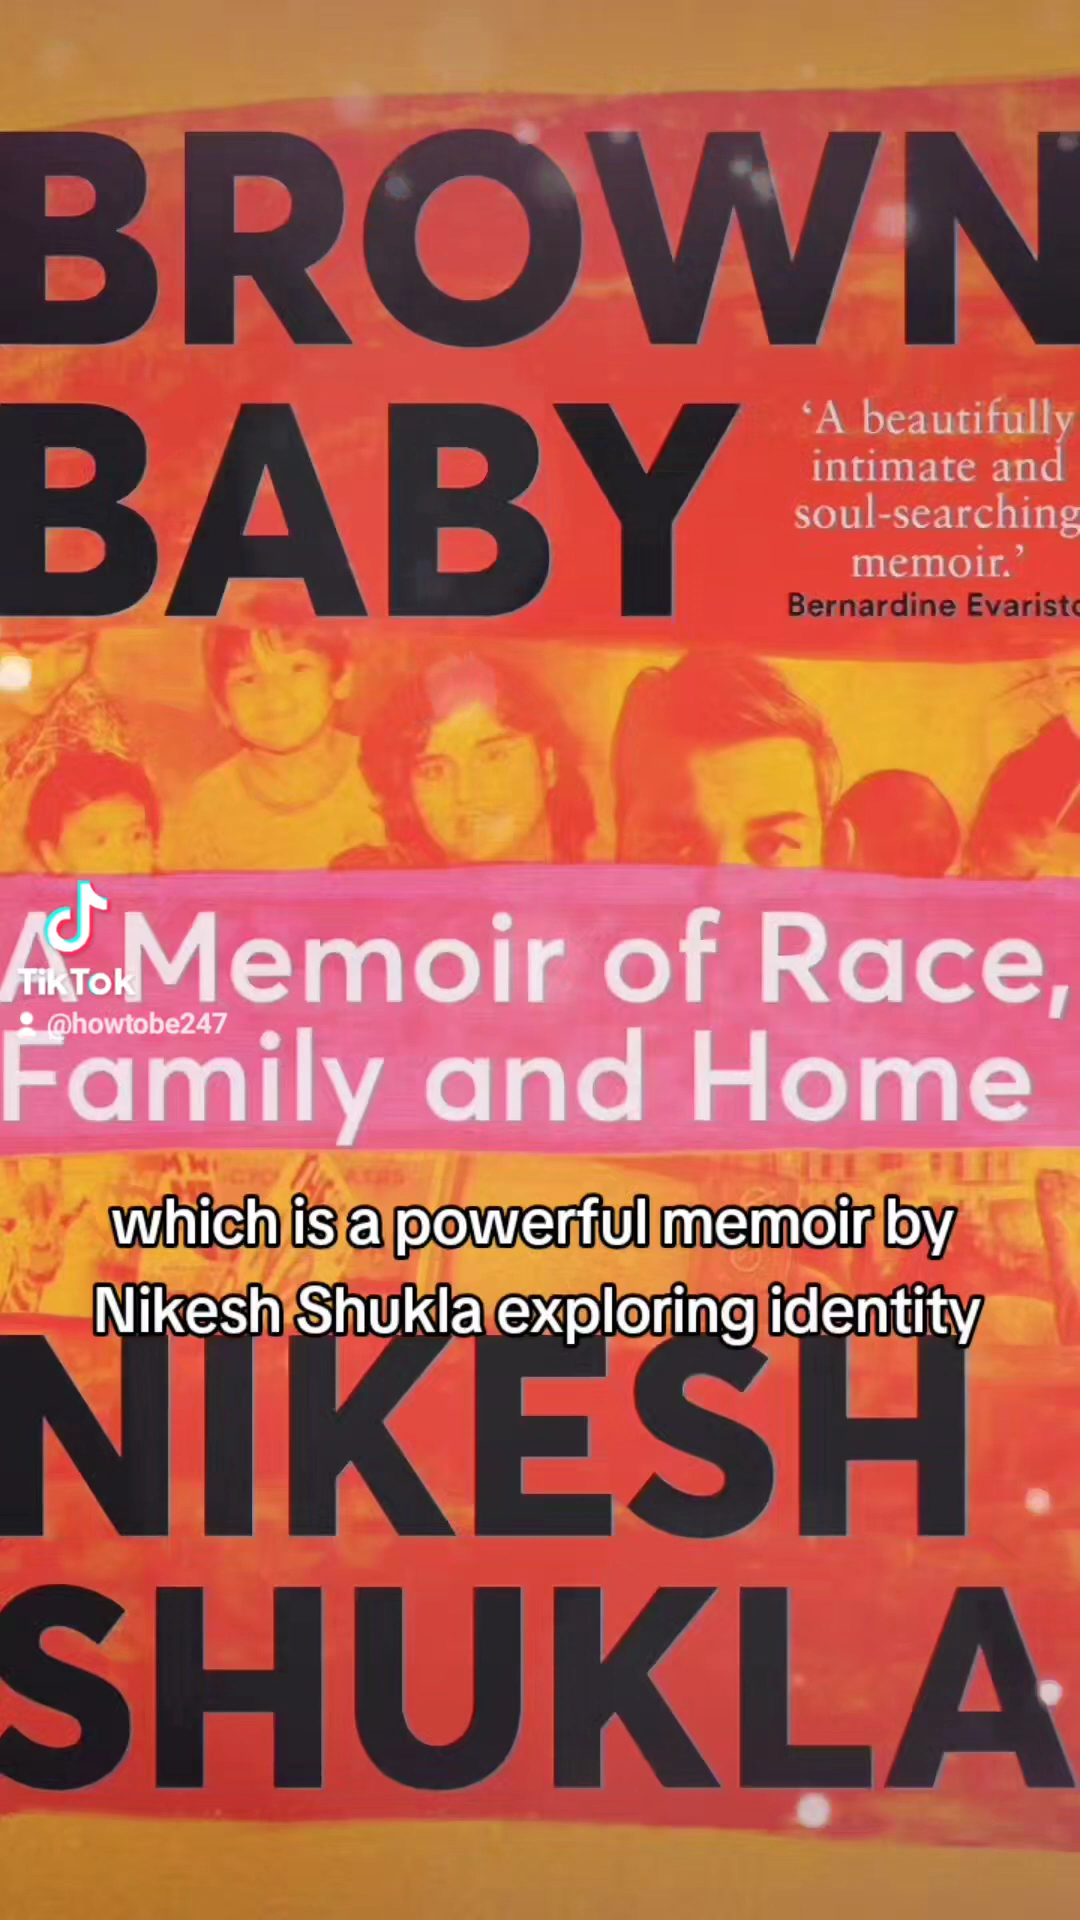 BROWN
BABY
‘A beautifully
intimate and
soul-searching
memoir.’
Bernardine Evaristo
A Memoir of Race,
TikTok
@howtobe247
Family and Home
which is a powerful memoir by
Nikesh Shukla exploring identity
NIKESH
SHUKLA